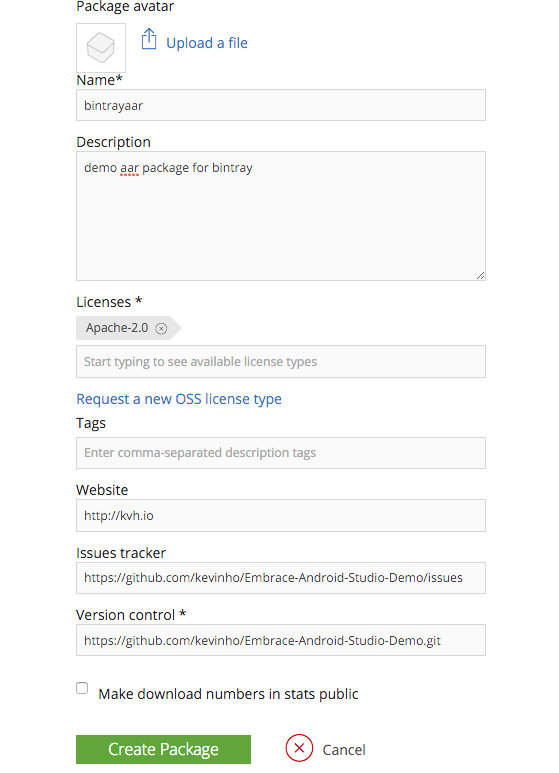 Package avatar
Upload a file
Name*
bintrayaar
Description
demo aar package for bintray
Licenses *
Apache-2.0
Start typing to see available license types
Request a new OSS license type
Tags
Enter comma-separated description tags
Website
http://kvh.io
Issues tracker
https://github.com/kevinho/Embrace-Android-Studio-Demo/issues
Version control *
https://github.com/kevinho/Embrace-Android-Studio-Demo.git
Make download numbers in stats public
Create Package
Cancel